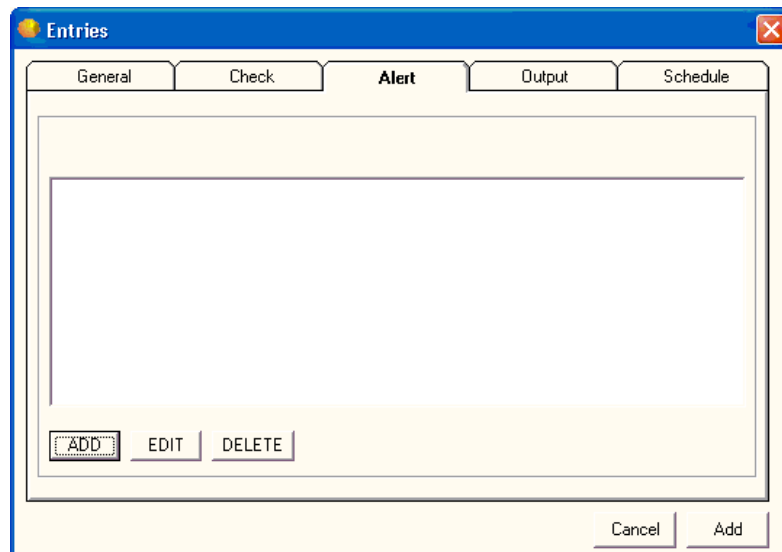 Entries
General Check Alert Output Schedule
ADD EDIT DELETE
Cancel Add